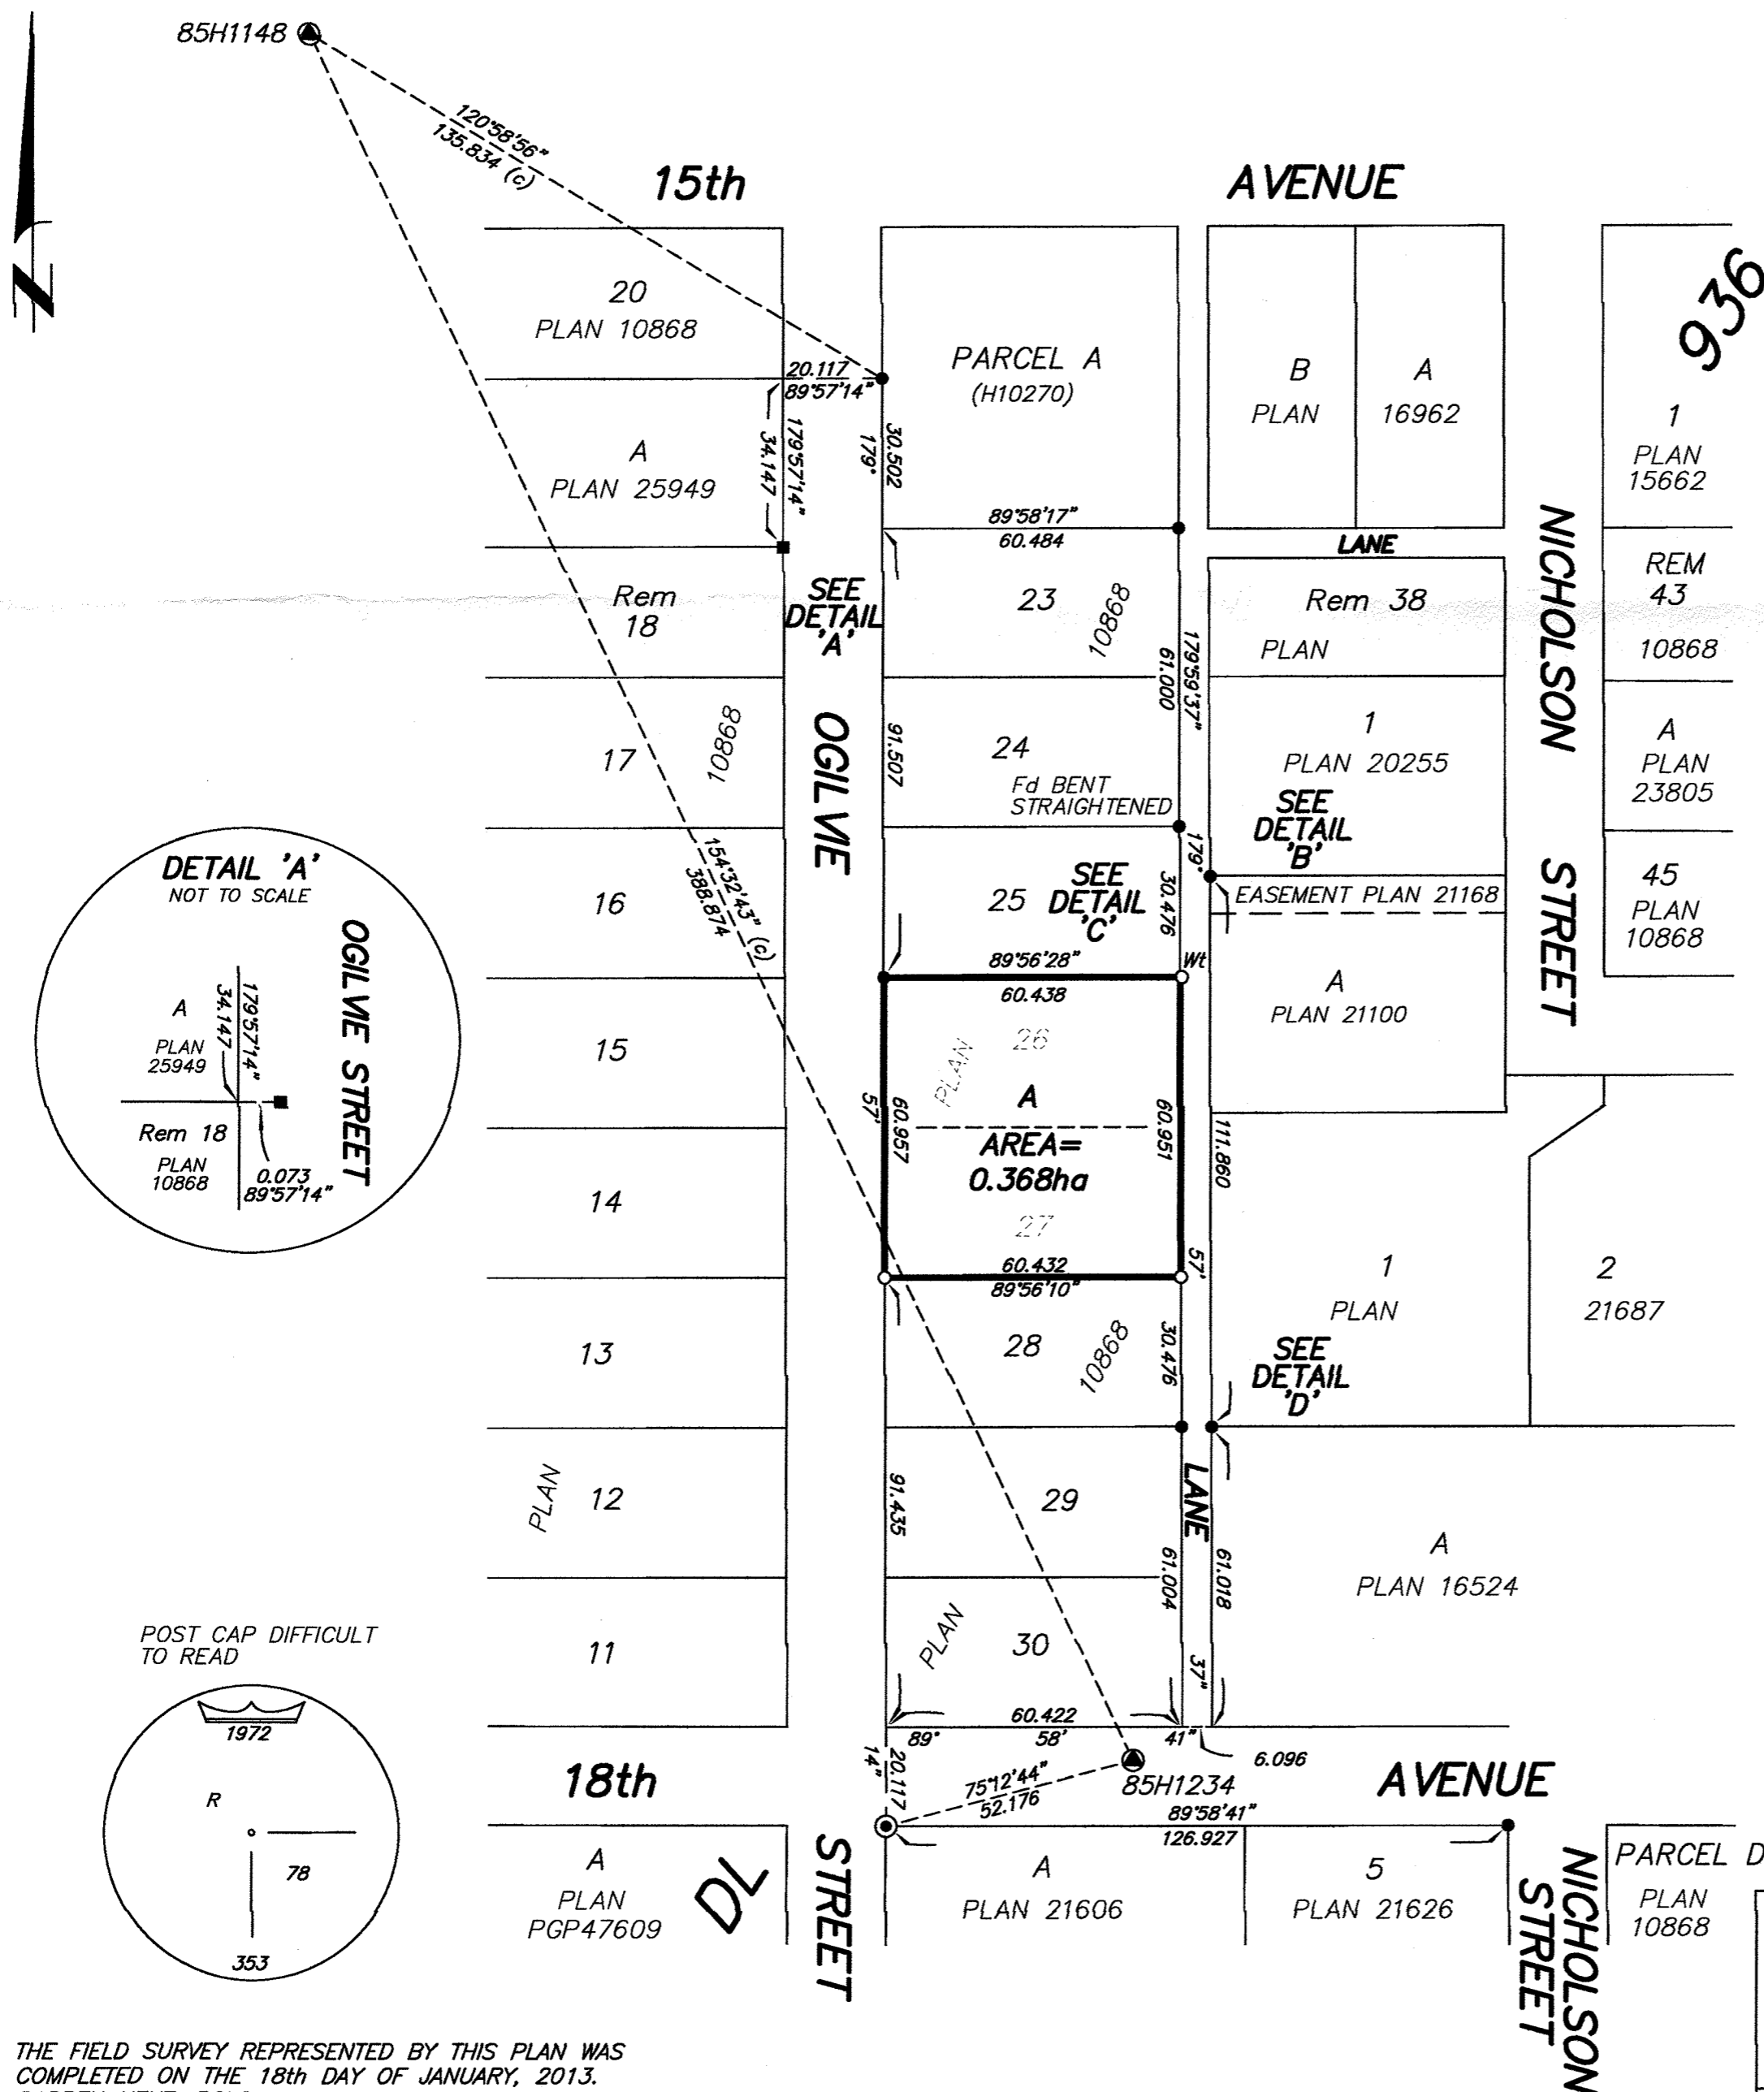 85H1148
120°58'56"
135.834 (c)
15th
AVENUE
N
936
20
PLAN 10868
20.117
89°57'14"
PARCEL A
(H10270)
B
PLAN
A
16962
1
PLAN
15662
A
PLAN 25949
34.147
179°57'14"
179°
30.502
89°58'17"
60.484
LANE
NICHOLSON
STREET
Rem
18
SEE
DETAIL
'A'
23
10868
61.000
179°59'37"
Rem 38
PLAN
REM
43
10868
17
10868
OGILVIE
91.507
24
Fd BENT
STRAIGHTENED
1
PLAN 20255
A
PLAN
23805
SEE
DETAIL
'B'
179°
154°32'43" (c)
388.874
16
25
SEE
DETAIL
'C'
30.476
EASEMENT PLAN 21168
45
PLAN
10868
DETAIL 'A'
NOT TO SCALE
OGILVIE STREET
A
PLAN
25949
34.147
179°57'14"
Rem 18
PLAN
10868
0.073
89°57'14"
89°56'28"
60.438
Wt
A
PLAN 21100
15
PLAN
26
A
57'
60.957
60.951
111.860
AREA=
0.368ha
14
27
60.432
89°56'10"
57'
1
PLAN
2
21687
13
28
10868
30.476
SEE
DETAIL
'D'
PLAN
12
91.435
29
LANE
A
PLAN 16524
61.004
61.018
POST CAP DIFFICULT
TO READ
11
PLAN
30
37"
1972
R
78
353
60.422
89°
58'
41"
6.096
18th
14"
20.117
75°12'44"
52.176
85H1234
AVENUE
89°58'41"
126.927
A
PLAN
PGP47609
DL
STREET
A
PLAN 21606
5
PLAN 21626
NICHOLSON
STREET
PARCEL D
PLAN
10868
THE FIELD SURVEY REPRESENTED BY THIS PLAN WAS
COMPLETED ON THE 18th DAY OF JANUARY, 2013.